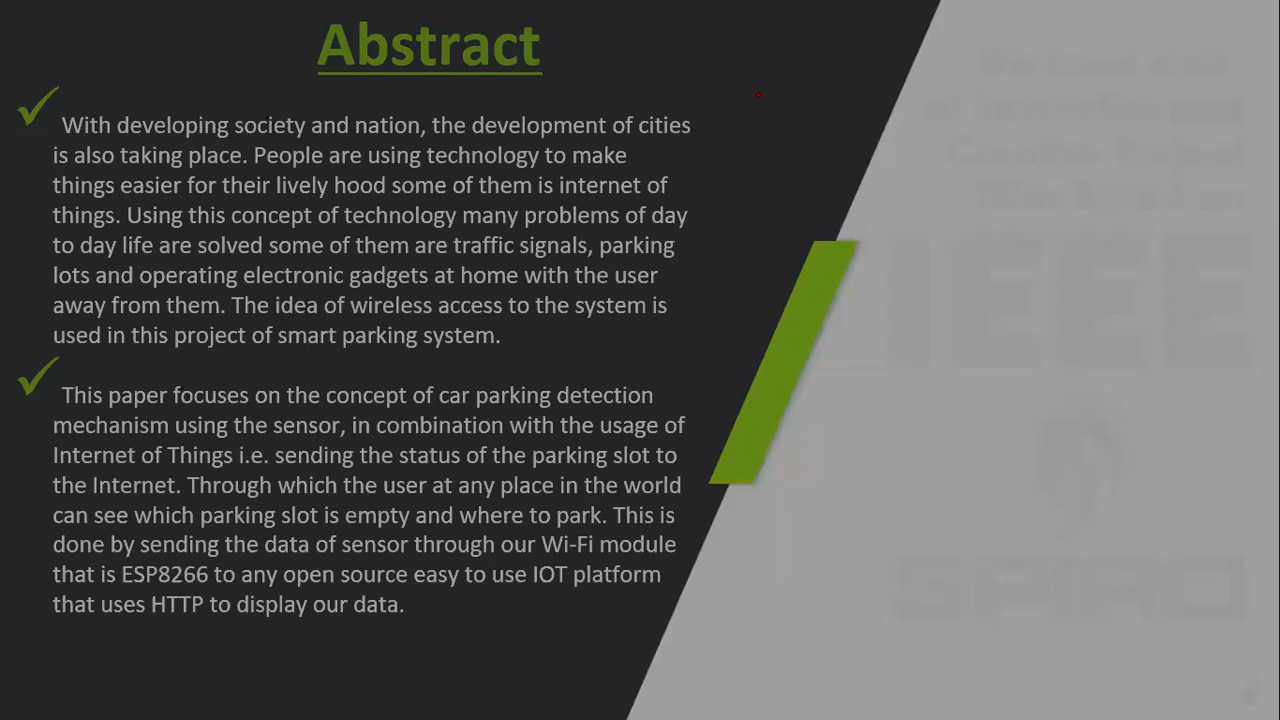 Abstract
With developing society and nation, the development of cities
is also taking place. People are using technology to make
things easier for their lively hood some of them is internet of
things. Using this concept of technology many problems of day
to day life are solved some of them are traffic signals, parking
lots and operating electronic gadgets at home with the user
away from them. The idea of wireless access to the system is
used in this project of smart parking system.
This paper focuses on the concept of car parking detection
mechanism using the sensor, in combination with the usage of
Internet of Things i.e. sending the status of the parking slot to
the Internet. Through which the user at any place in the world
can see which parking slot is empty and where to park. This is
done by sending the data of sensor through our Wi-Fi module
that is ESP8266 to any open source easy to use IOT platform
that uses HTTP to display our data.
IEEE
SPIRO